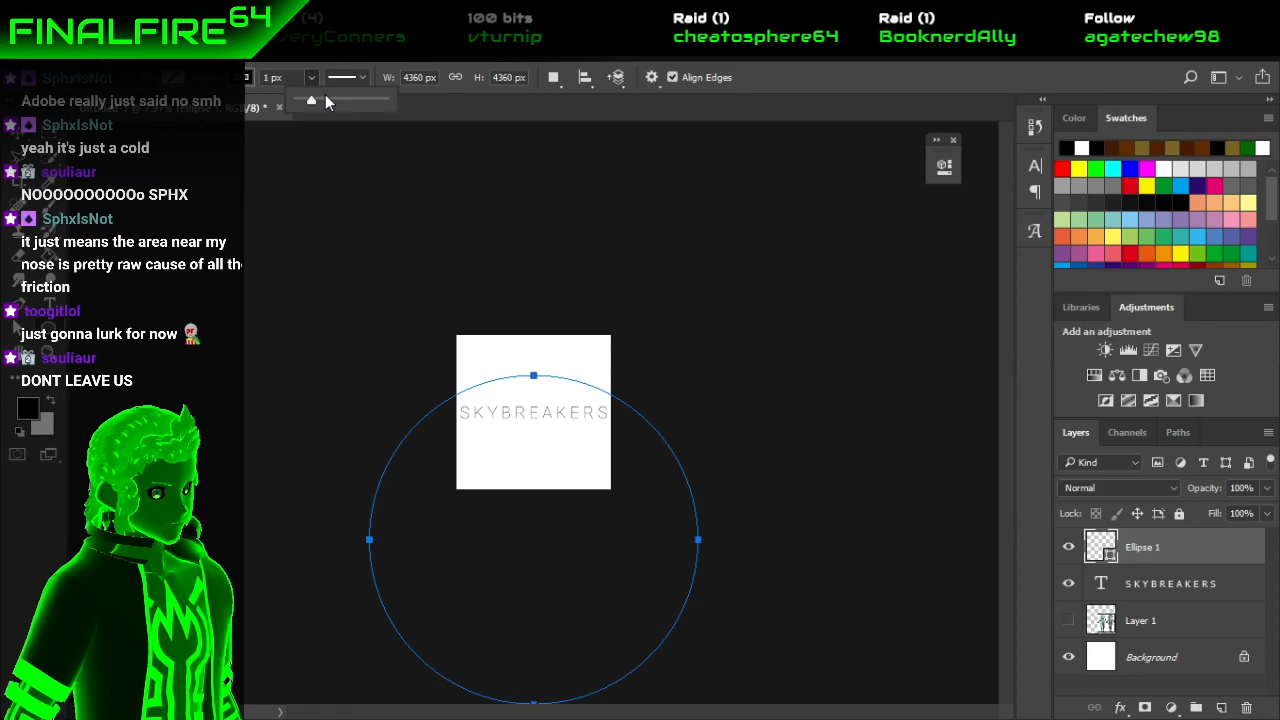 FINALFIRE64
100 bits
vturnip
Raid (1)
cheatosphere64
Raid (1)
BooknerdAlly
Follow
agatechew98
1 px
W: 4360 px
H: 4360 px
Align Edges
SphxIsNot
Adobe really just said no smh
SphxIsNot
yeah it's just a cold
souliaur
NOOOOOOOOOOo SPHX
SphxIsNot
it just means the area near my
nose is pretty raw cause of all the
friction
toogitlol
just gonna lurk for now
souliaur
DONT LEAVE US
SKYBREAKERS
Color
Swatches
Libraries
Adjustments
Add an adjustment
Layers
Channels
Paths
Kind
Normal
Opacity: 100%
Lock:
Fill: 100%
Ellipse 1
SKYBREAKERS
Layer 1
Background